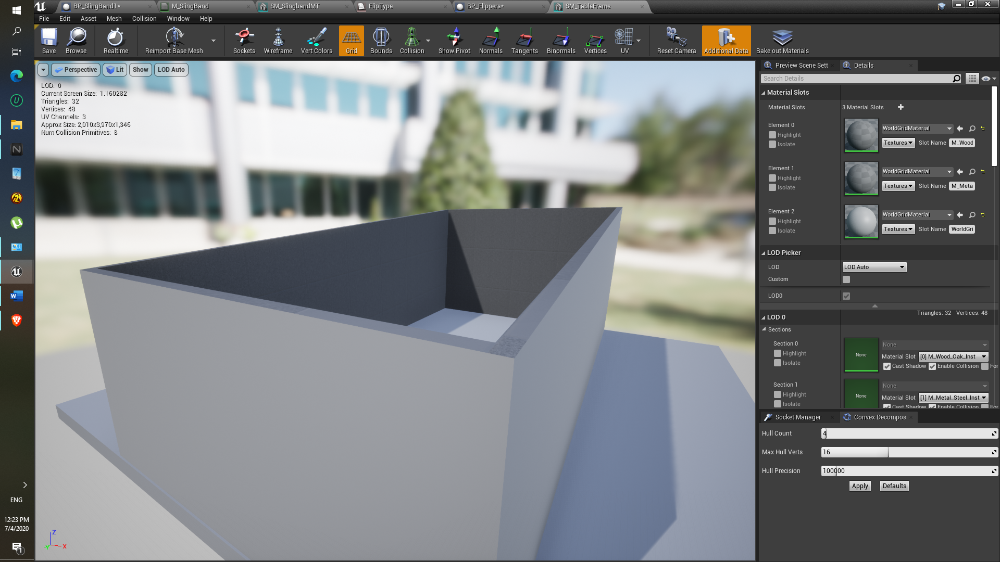 BP_SlingBand1*
M_SlingBand
SM_SlingbandMT
FlipType
BP_Flippers*
SM_TableFrame
File Edit Asset Mesh Collision Window Help
Save Browse Realtime Reimport Base Mesh Sockets Wireframe Vert Colors Grid Bounds Collision Show Pivot Normals Tangents Binormals Vertices UV Reset Camera Additional Data Bake out Materials
Perspective Lit Show LOD Auto
LOD: 0
Current Screen Size: 1.160282
Triangles: 32
Vertices: 48
UV Channels: 3
Approx Size: 2,010x3,970x1,346
Num Collision Primitives: 8
Z
Y
X
Preview Scene Sett
Details
Search Details
Material Slots
Material Slots 3 Material Slots
Element 0
Highlight
Isolate
WorldGridMaterial
Textures Slot Name M_Wood
Element 1
Highlight
Isolate
WorldGridMaterial
Textures Slot Name M_Meta
Element 2
Highlight
Isolate
WorldGridMaterial
Textures Slot Name WorldGri
LOD Picker
LOD LOD Auto
Custom
LOD0
LOD 0
Triangles: 32 Vertices: 48
Sections
Section 0
Highlight
Isolate
None
None
Material Slot [0] M_Wood_Oak_Inst
Cast Shadow Enable Collision For
Section 1
Highlight
Isolate
None
None
Material Slot [1] M_Metal_Steel_Inst
Cast Shadow Enable Collision For
Socket Manager
Convex Decompos
Hull Count 4
Max Hull Verts 16
Hull Precision 100000
Apply Defaults
ENG
12:23 PM
7/4/2020
1